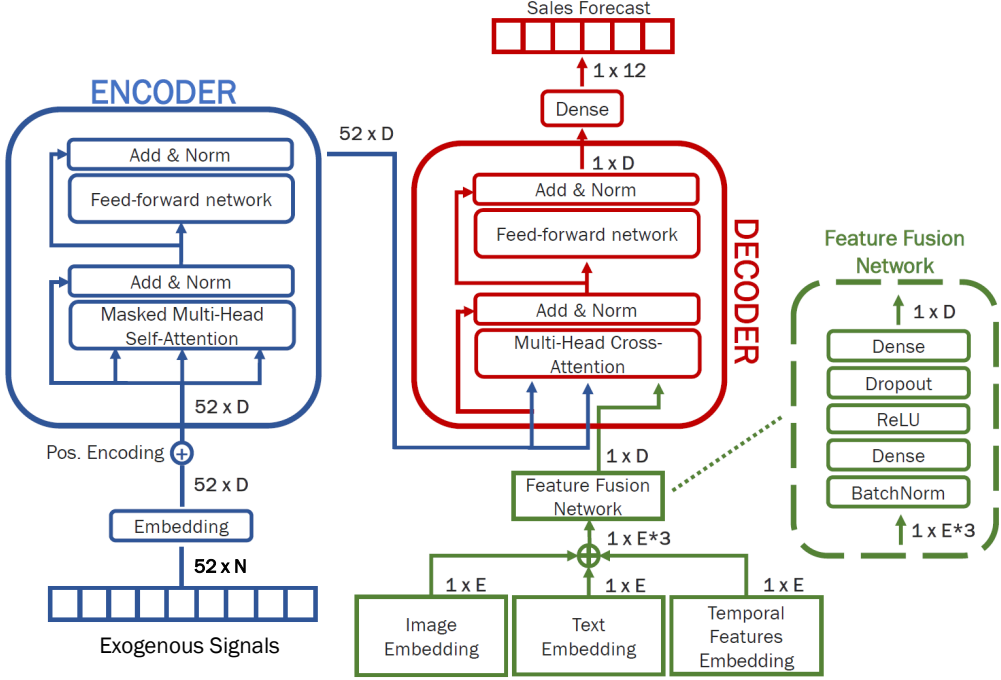 Sales Forecast
1 x 12
Dense
ENCODER
52 x D
Add & Norm
Feed-forward network
Add & Norm
Masked Multi-Head
Self-Attention
52 x D
Pos. Encoding
+
52 x D
Embedding
52 x N
Exogenous Signals
1 x D
Add & Norm
Feed-forward network
Add & Norm
Multi-Head Cross-
Attention
DECODER
1 x D
Feature Fusion
Network
1 x E*3
1 x E
1 x E
1 x E
Image
Embedding
Text
Embedding
Temporal
Features
Embedding
Feature Fusion
Network
1 x D
Dense
Dropout
ReLU
Dense
BatchNorm
1 x E*3